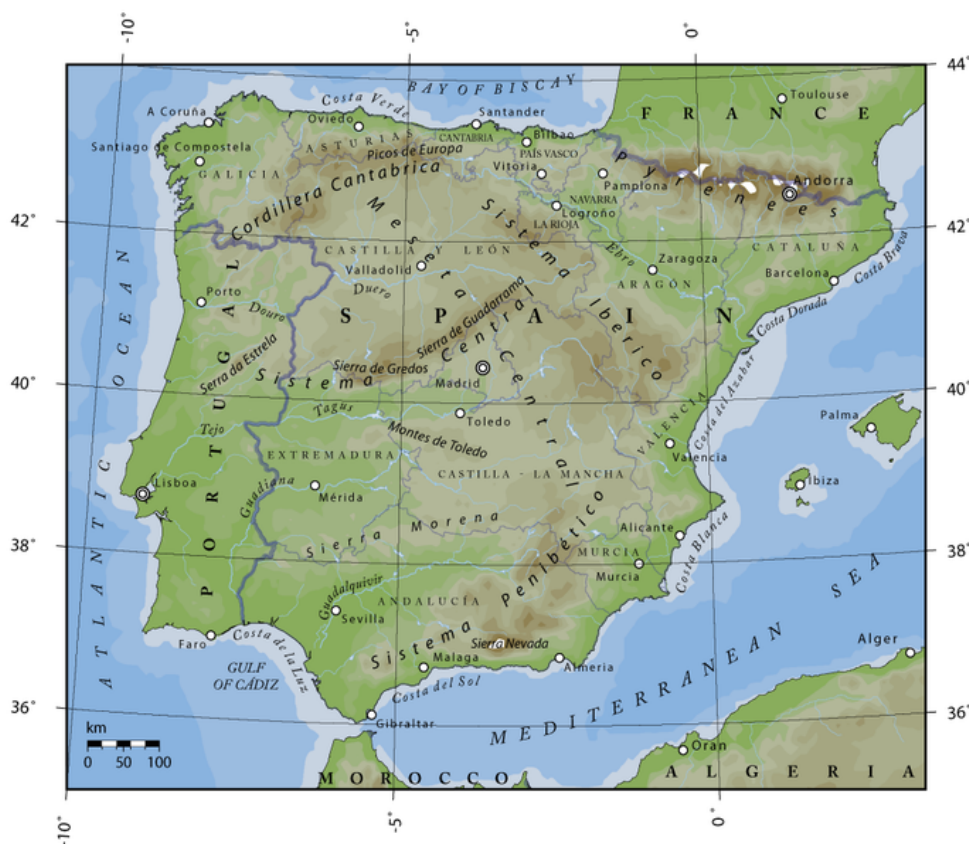 -10°
-5°
0°
44°
BAY OF BISCAY
Toulouse
FRANCE
A Coruña
Costa Verde
Santander
Oviedo
Bilbao
ASTURIAS
CANTABRIA
Santiago de Compostela
Picos de Europa
PAÍS VASCO
Vitoria
GALICIA
Cordillera Cantabrica
Pamplona
Pyrenees
Andorra
NAVARRA
Logroño
LA RIOJA
42°
42°
Meseta Central
Sistema Iberico
CASTILLA Y LEÓN
Ebro
CATALUÑA
Costa Brava
Valladolid
Zaragoza
Barcelona
Duero
ARAGÓN
Porto
Douro
SPAIN
Costa Dorada
Sierra de Guadarrama
Serra da Estrela
Sistema Central
Sierra de Gredos
Madrid
40°
40°
Costa del Azahar
Tagus
Toledo
Palma
Tejo
Montes de Toledo
VALENCIA
Valencia
EXTREMADURA
CASTILLA - LA MANCHA
Lisboa
Guadiana
Mérida
Ibiza
PORTUGAL
ATLANTIC OCEAN
Sierra Morena
Alicante
Costa Blanca
38°
38°
MURCIA
Murcia
Guadalquivir
ANDALUCÍA
Sevilla
Sistema Penibético
Sierra Nevada
Faro
Costa de la Luz
Malaga
Almeria
Alger
GULF
OF CÁDIZ
Costa del Sol
MEDITERRANEAN SEA
36°
36°
Gibraltar
km
0 50 100
Oran
MOROCCO
ALGERIA
-10°
-5°
0°